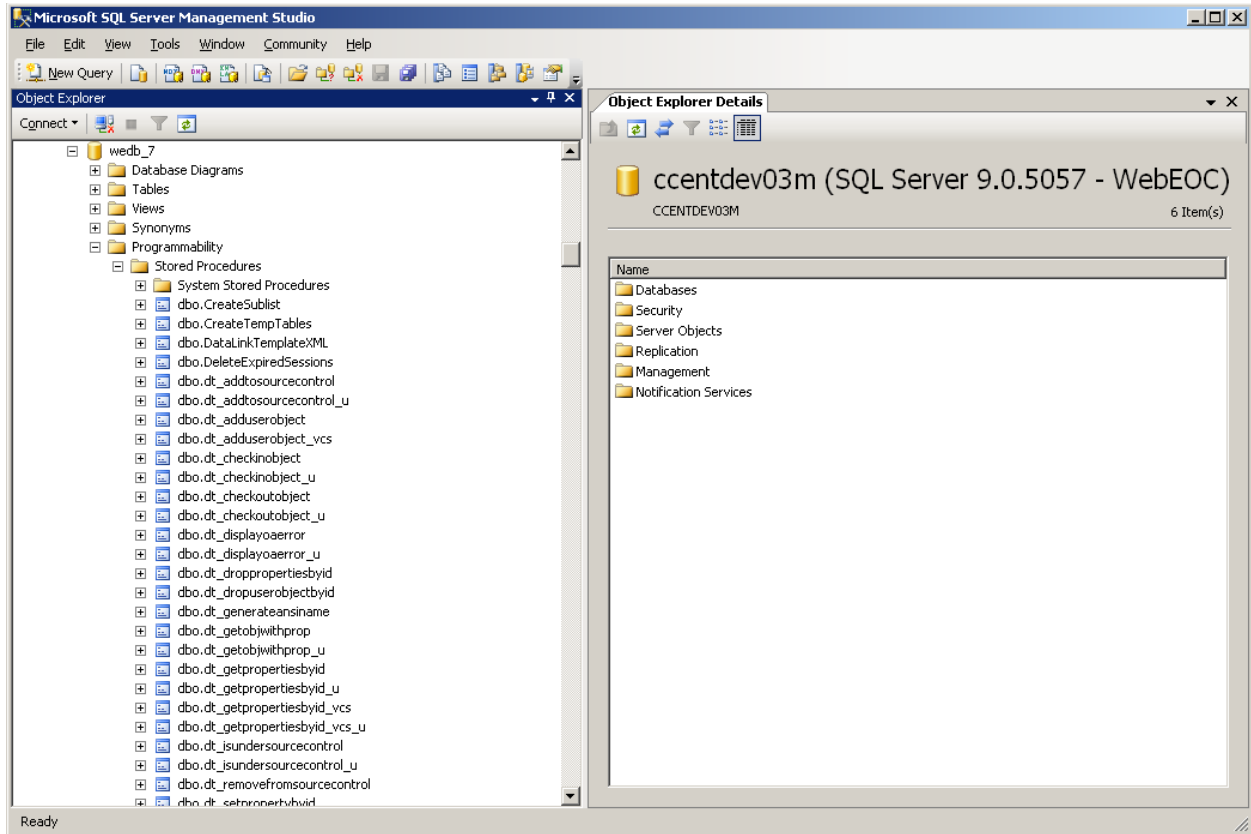 Microsoft SQL Server Management Studio
File Edit View Tools Window Community Help
New Query
Object Explorer
Connect
wedb_7
Database Diagrams
Tables
Views
Synonyms
Programmability
Stored Procedures
System Stored Procedures
dbo.CreateSublist
dbo.CreateTempTables
dbo.DataLinkTemplateXML
dbo.DeleteExpiredSessions
dbo.dt_addtosourcecontrol
dbo.dt_addtosourcecontrol_u
dbo.dt_adduserobject
dbo.dt_adduserobject_vcs
dbo.dt_checkinobject
dbo.dt_checkinobject_u
dbo.dt_checkoutobject
dbo.dt_checkoutobject_u
dbo.dt_displayoaerror
dbo.dt_displayoaerror_u
dbo.dt_droppropertiesbyid
dbo.dt_dropuserobjectbyid
dbo.dt_generateansiname
dbo.dt_getobjwithprop
dbo.dt_getobjwithprop_u
dbo.dt_getpropertiesbyid
dbo.dt_getpropertiesbyid_u
dbo.dt_getpropertiesbyid_vcs
dbo.dt_getpropertiesbyid_vcs_u
dbo.dt_isundersourcecontrol
dbo.dt_isundersourcecontrol_u
dbo.dt_removefromsourcecontrol
dbo.dt_setpropertybyid
Object Explorer Details
ccentdev03m (SQL Server 9.0.5057 - WebEOC)
CCENTDEV03M 6 Item(s)
Name
Databases
Security
Server Objects
Replication
Management
Notification Services
Ready